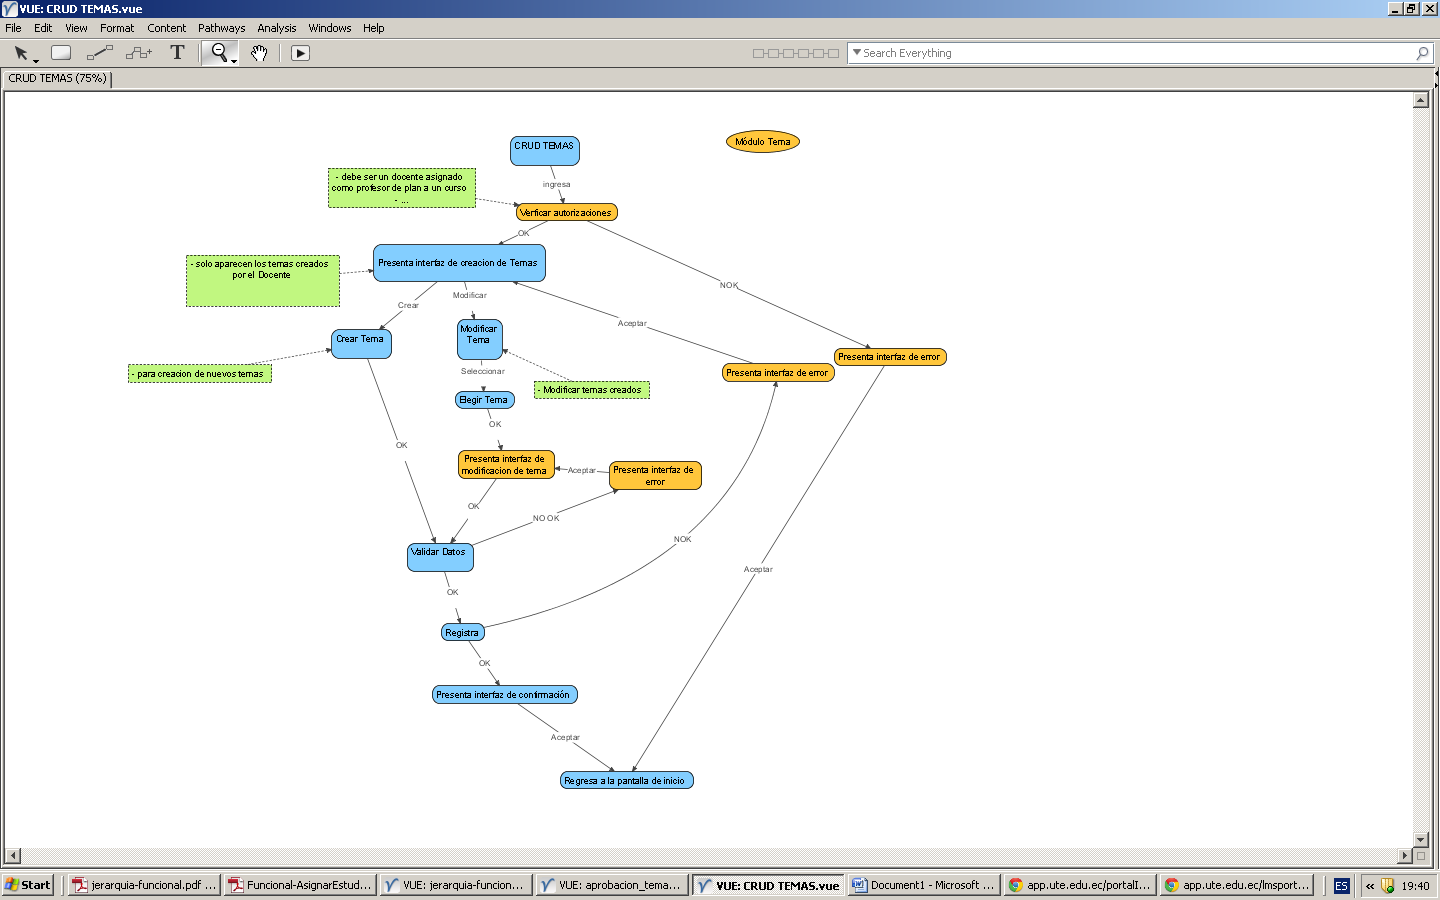 VUE: CRUD TEMAS.vue
File Edit View Format Content Pathways Analysis Windows Help
T
Search Everything
CRUD TEMAS (75%)
CRUD TEMAS
Módulo Tema
ingresa
- debe ser un docente asignado
como profesor de plan a un curso
- ...
Verficar autorizaciones
OK
Presenta interfaz de creacion de Temas
- solo aparecen los temas creados
por el Docente
NOK
Crear
Modificar
Aceptar
Crear Tema
Modificar
Tema
Presenta interfaz de error
Presenta interfaz de error
- para creacion de nuevos temas
Seleccionar
- Modificar temas creados
Elegir Tema
OK
OK
Presenta interfaz de
modificacion de tema
Aceptar
Presenta interfaz de
error
OK
NO OK
NOK
Validar Datos
Aceptar
OK
Registra
OK
Presenta interfaz de confirmación
Aceptar
Regresa a la pantalla de inicio
Start
jerarquia-funcional.pdf ...
Funcional-AsignarEstud...
VUE: jerarquia-funcion...
VUE: aprobacion_tema...
VUE: CRUD TEMAS.vue
Document1 - Microsoft ...
app.ute.edu.ec/portalI...
app.ute.edu.ec/lmsport...
ES
«
19:40